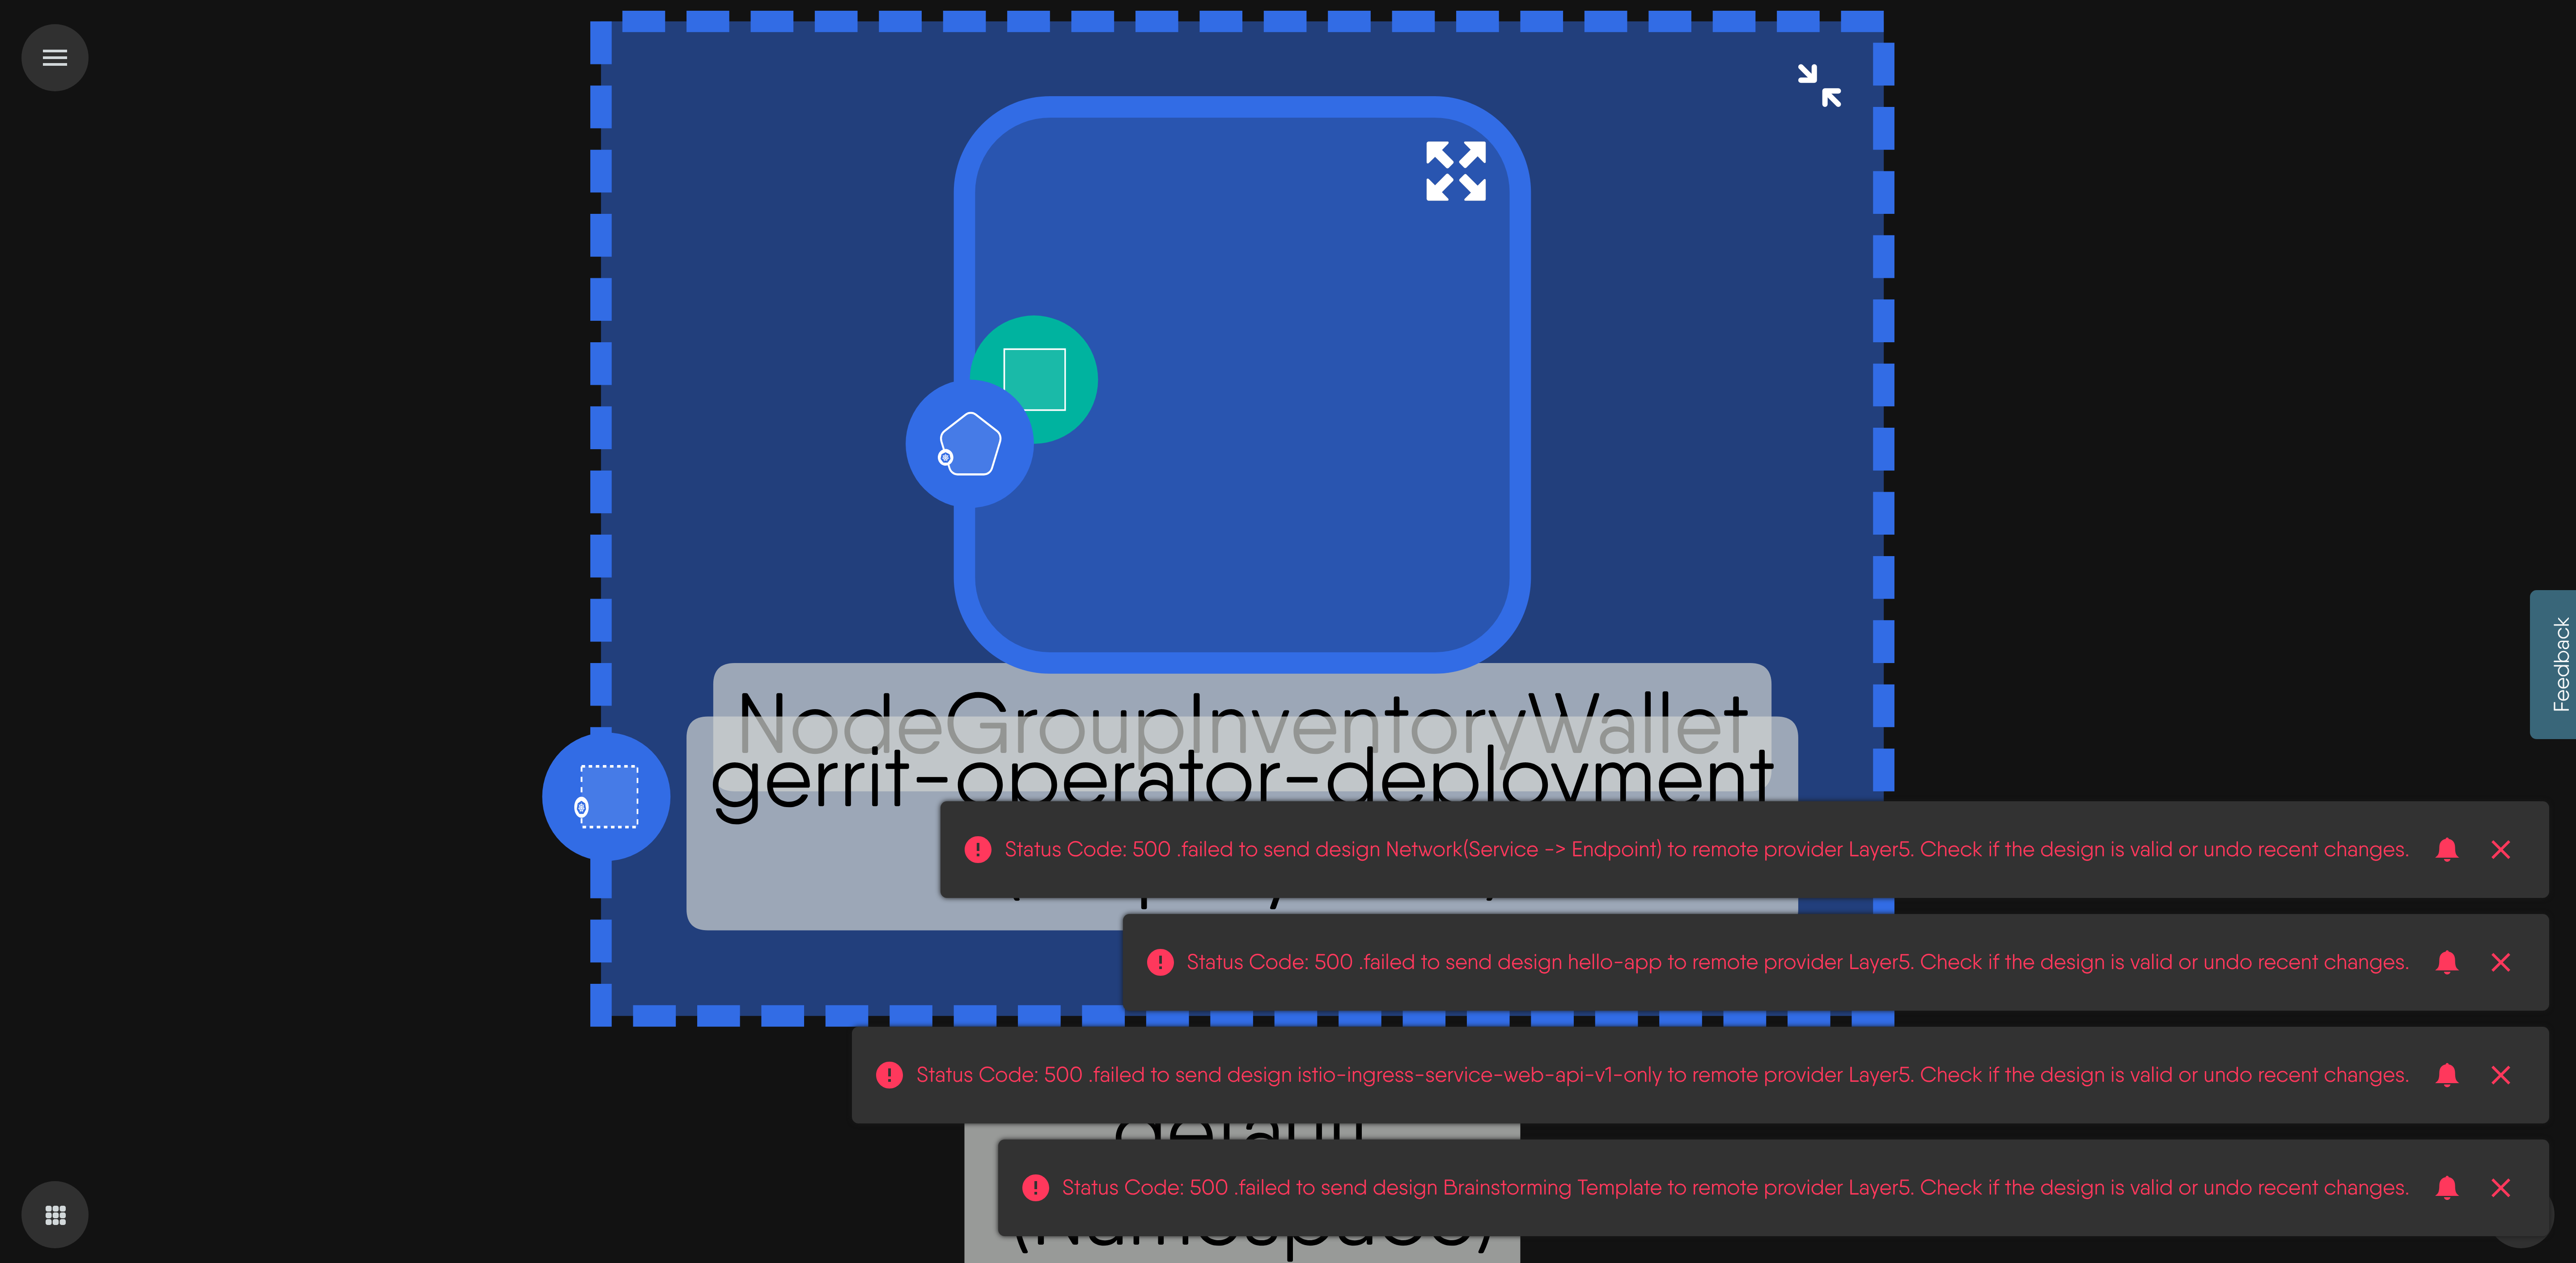 NodeGroupInventoryWallet
gerrit-operator-deployment
Feedback
Status Code: 500 .failed to send design Network(Service -> Endpoint) to remote provider Layer5. Check if the design is valid or undo recent changes.
Status Code: 500 .failed to send design hello-app to remote provider Layer5. Check if the design is valid or undo recent changes.
Status Code: 500 .failed to send design istio-ingress-service-web-api-v1-only to remote provider Layer5. Check if the design is valid or undo recent changes.
default
Status Code: 500 .failed to send design Brainstorming Template to remote provider Layer5. Check if the design is valid or undo recent changes.
(Namespace)